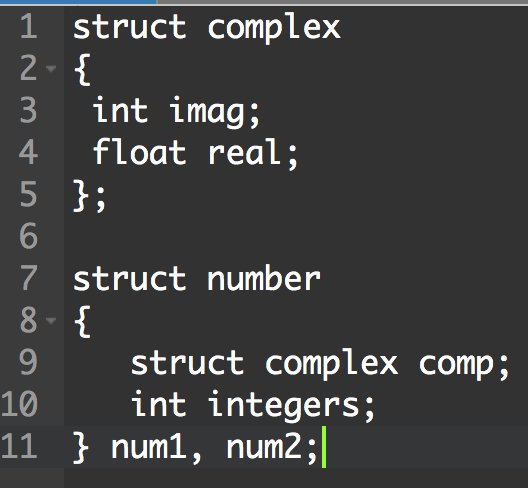 1 struct complex
2 {
3  int imag;
4  float real;
5 };
6
7 struct number
8 {
9    struct complex comp;
10    int integers;
11 } num1, num2;